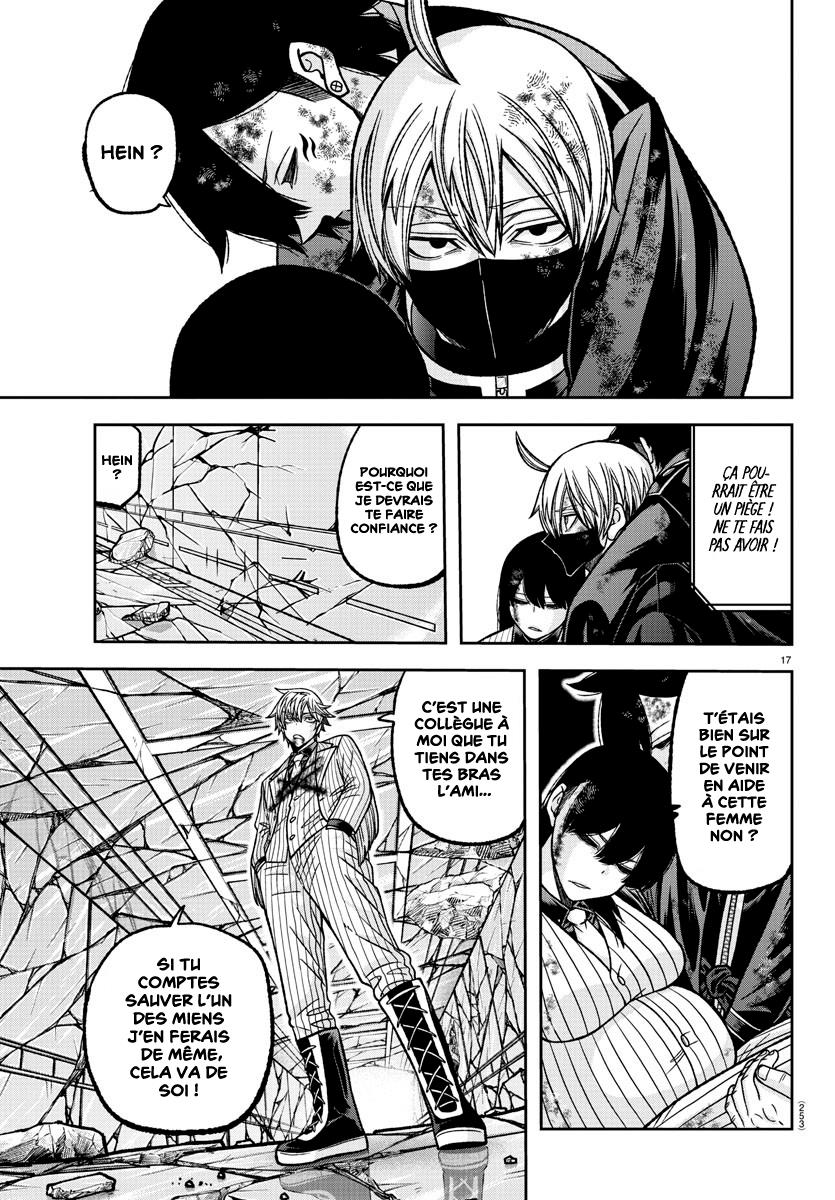 HEIN ?
ÇA POU-
RRAIT ÊTRE
UN PIÈGE !
NE TE FAIS
PAS AVOIR !
POURQUOI
EST-CE QUE
JE DEVRAIS
TE FAIRE
CONFIANCE ?
HEIN
?
17
T'ÉTAIS
BIEN SUR
LE POINT
DE VENIR
EN AIDE
À CETTE
FEMME
NON ?
C'EST UNE
COLLÈGUE À
MOI QUE TU
TIENS DANS
TES BRAS
L'AMI...
SI TU
COMPTES
SAUVER L'UN
DES MIENS
J'EN FERAIS
DE MÊME,
CELA VA DE
SOI !
(253)